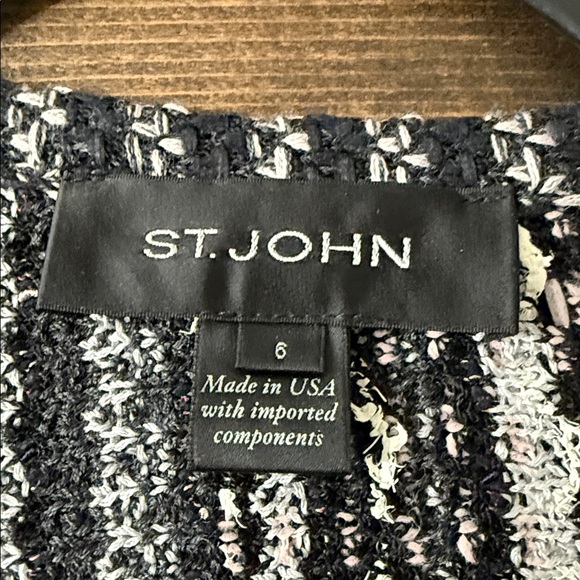 ST. JOHN
6
Made in USA
with imported
components